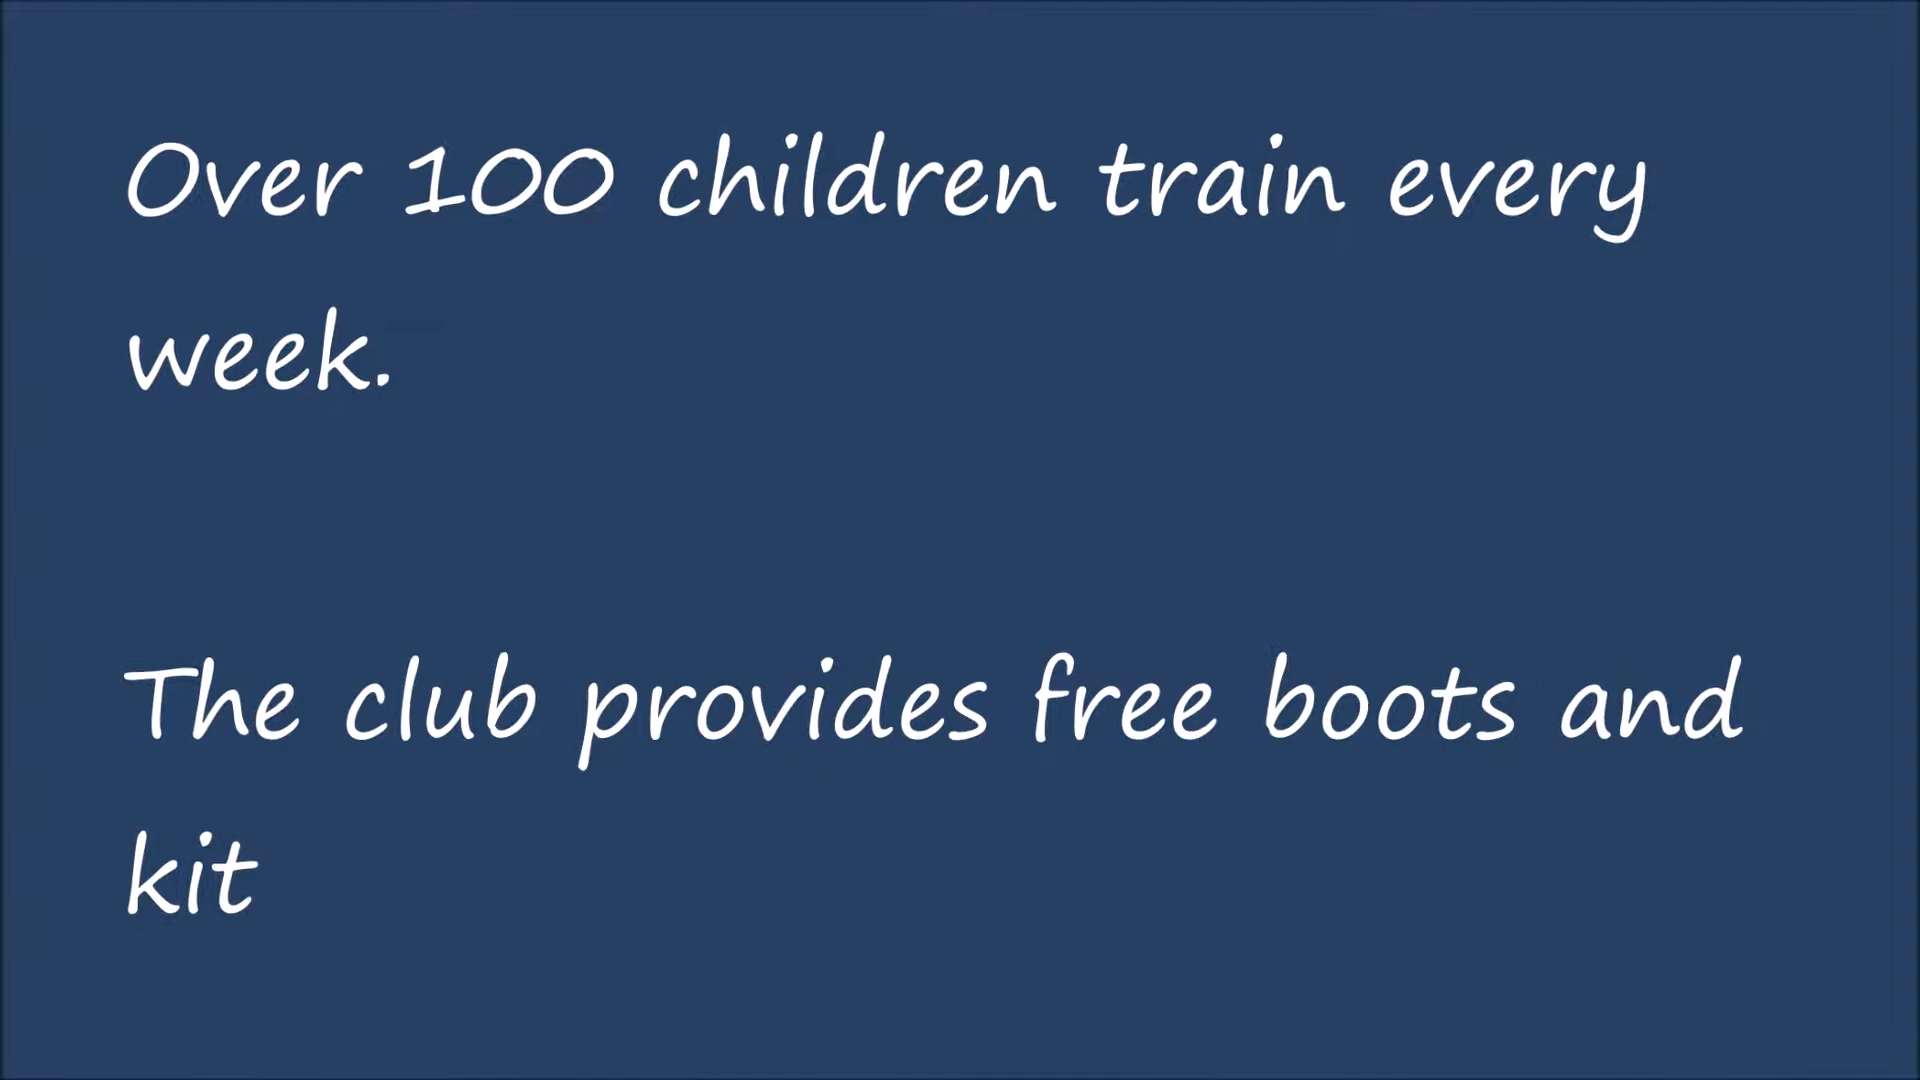 Over 100 children train every
week.
The club provides free boots and
kit